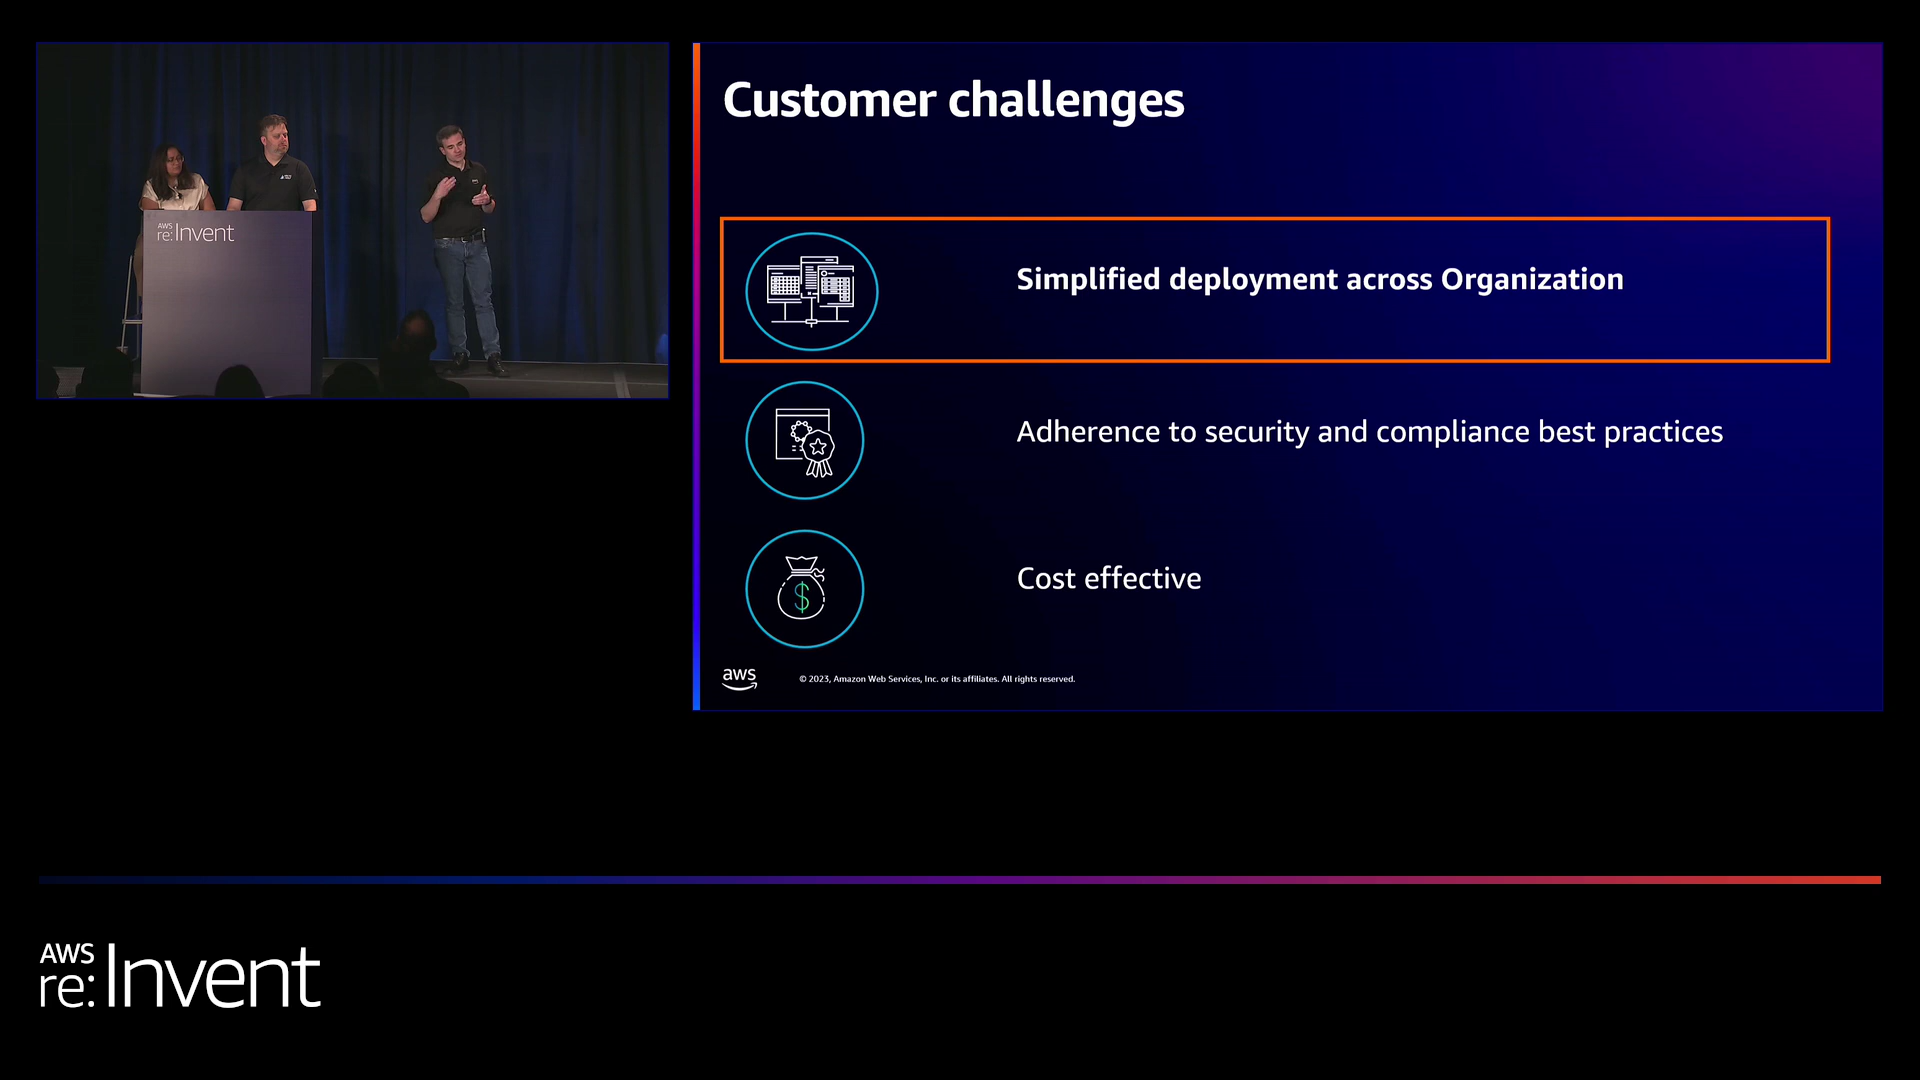 AWS
re:Invent
Customer challenges
Simplified deployment across Organization
Adherence to security and compliance best practices
$
Cost effective
aws
© 2023, Amazon Web Services, Inc. or its affiliates. All rights reserved.
AWS
re:Invent